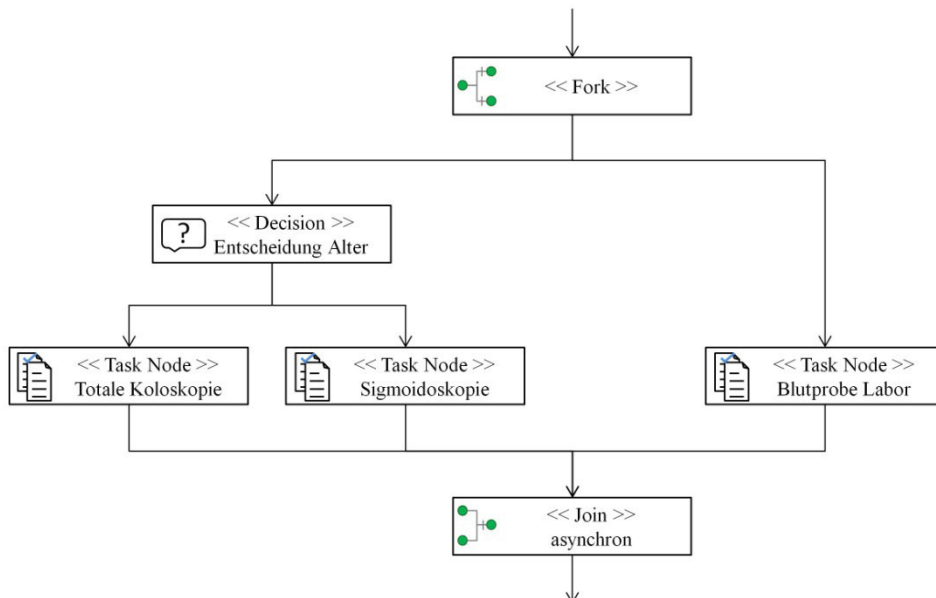 << Fork >>
<< Decision >>
Entscheidung Alter
?
<< Task Node >>
Totale Koloskopie
<< Task Node >>
Sigmoidoskopie
<< Task Node >>
Blutprobe Labor
<< Join >>
asynchron